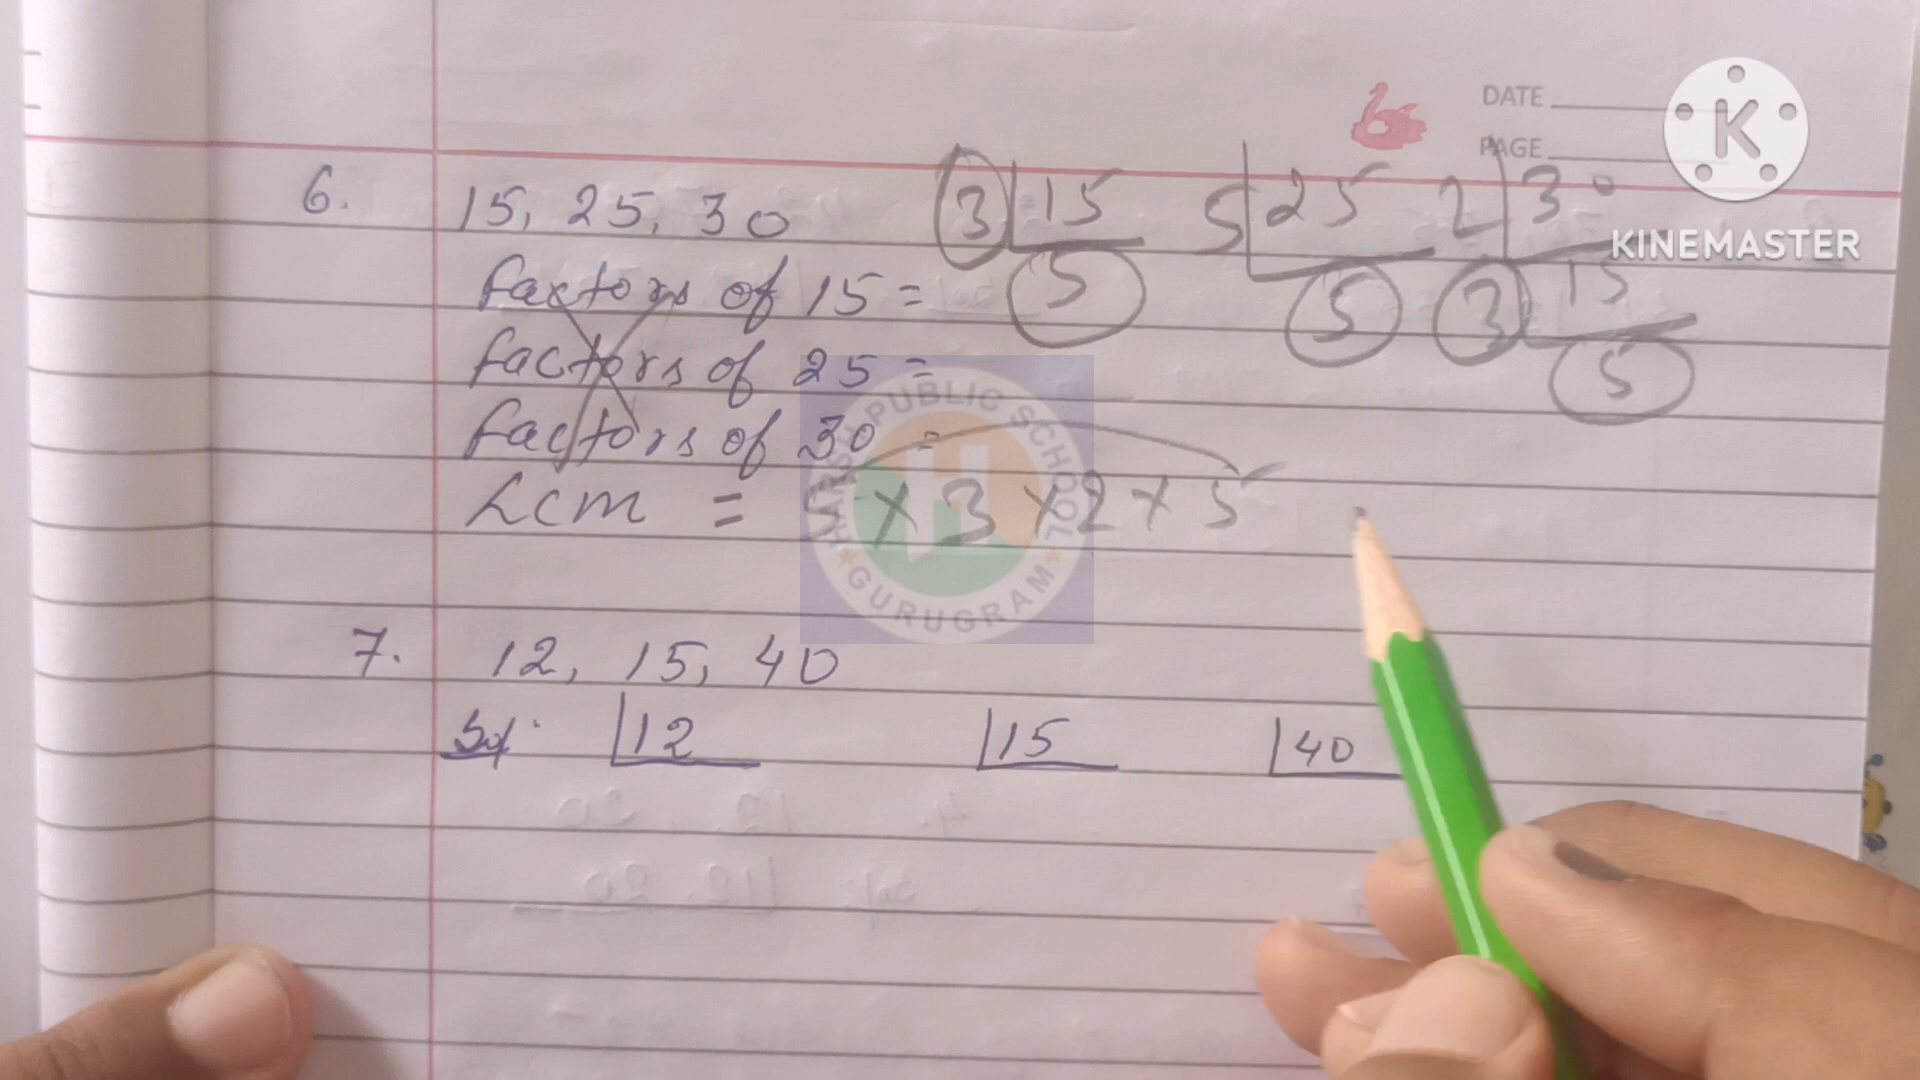 DATE
PAGE
KINEMASTER
6. 15, 25, 30
3 15 5 25 2 30
factors of 15 = 5 5 3 15
factors of 25 = 5
factors of 30 =
Lcm = × 3 × 2 × 5
HARSH PUBLIC SCHOOL
GURUGRAM
7. 12, 15, 40
Sol. 12 15 40